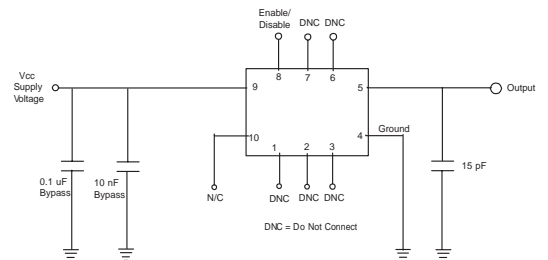 Enable/
Disable
DNC DNC
8 7 6
Vcc
Supply
Voltage
9
5
Output
10
4
Ground
1 2 3
0.1 uF
Bypass
10 nF
Bypass
15 pF
N/C
DNC DNC DNC
DNC = Do Not Connect